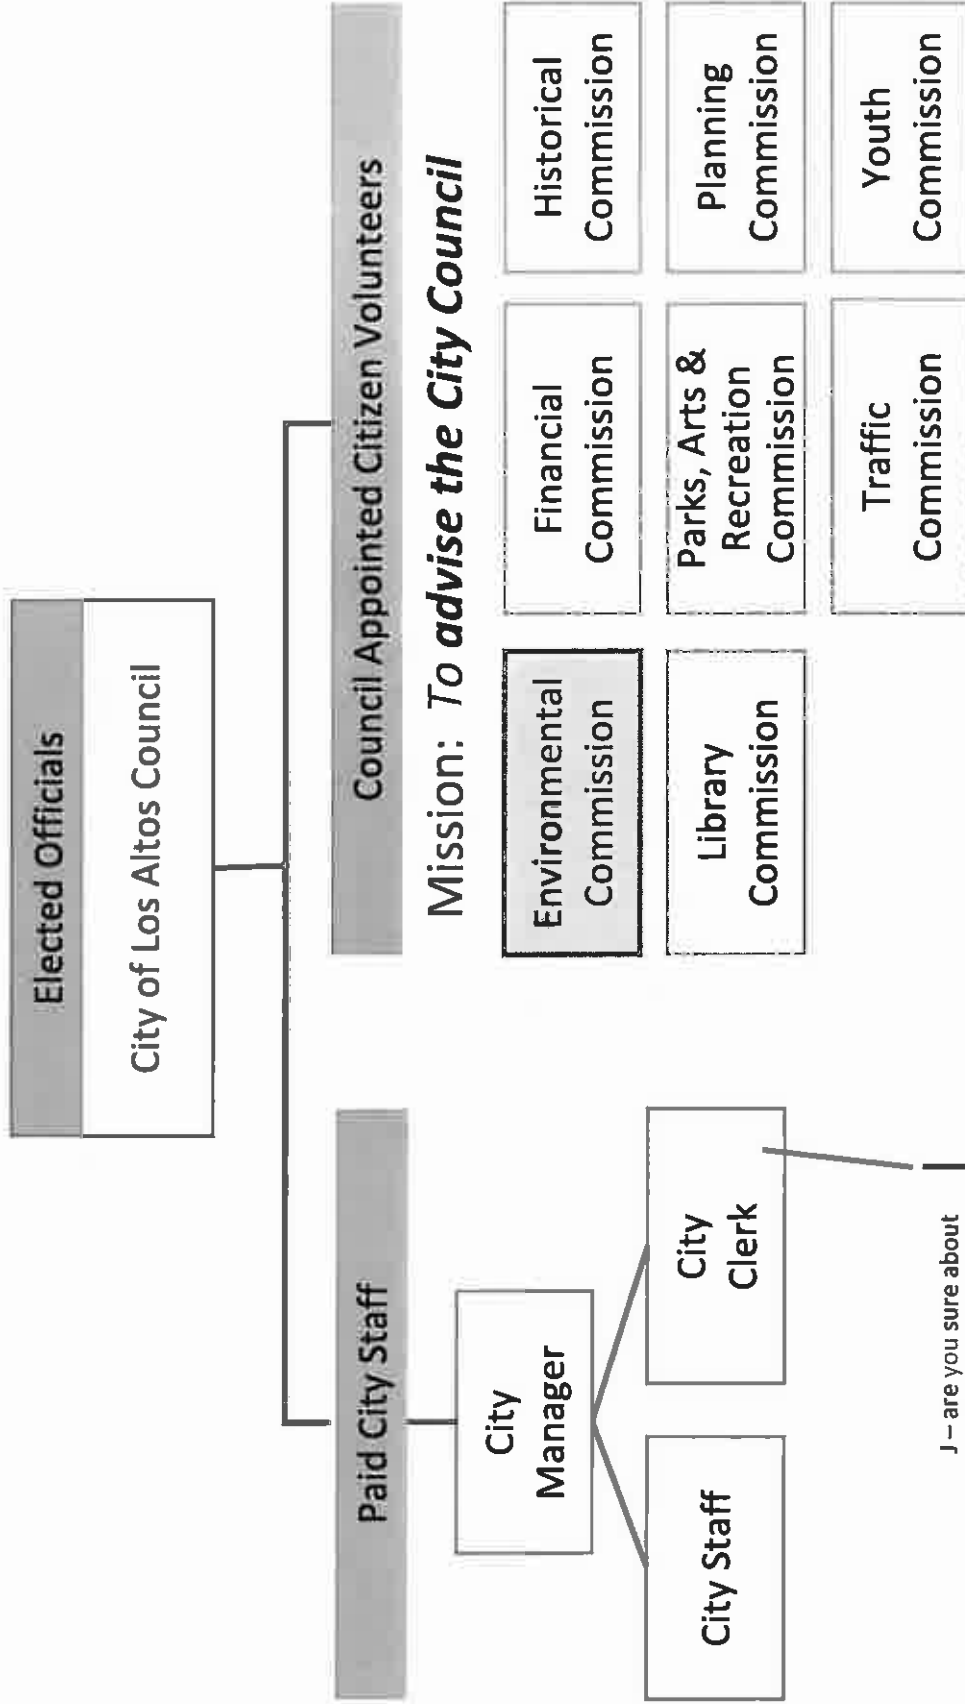 Elected Officials
City of Los Altos Council
Paid City Staff
City
Manager
City Staff
City
Clerk
J – are you sure about
Council Appointed Citizen Volunteers
Mission: To advise the City Council
Environmental
Commission
Financial
Commission
Historical
Commission
Library
Commission
Parks, Arts &
Recreation
Commission
Planning
Commission
Traffic
Commission
Youth
Commission